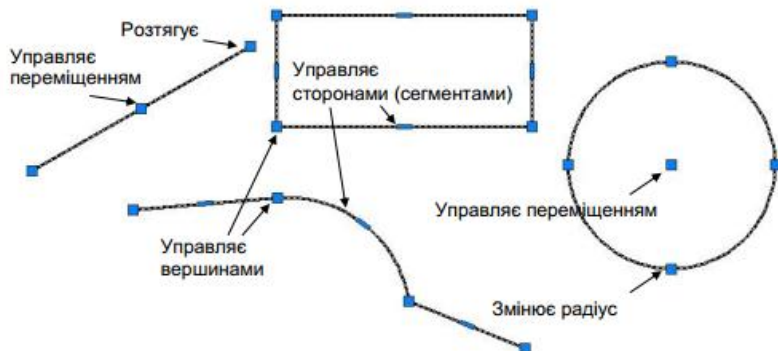 Розтягує
Управляє
переміщенням
Управляє
сторонами (сегментами)
Управляє переміщенням
Управляє
вершинами
Змінює радіус